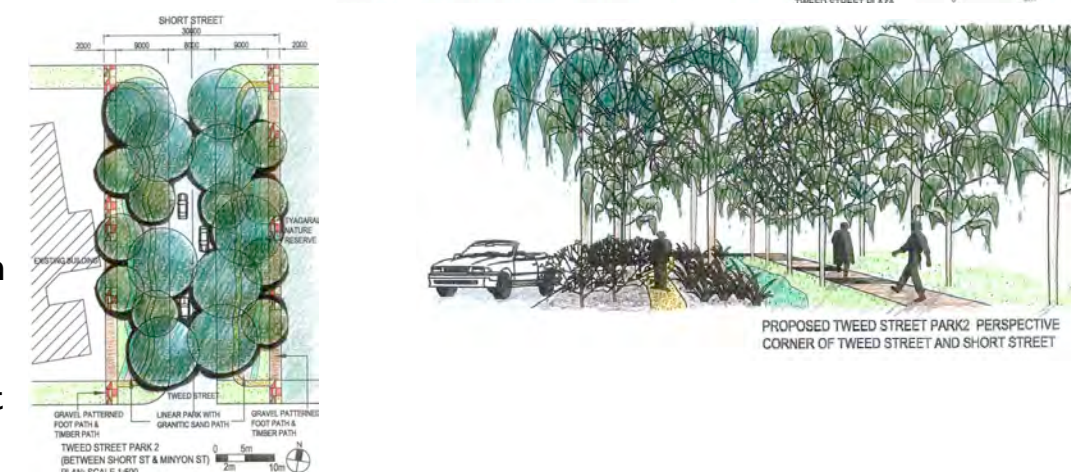 SHORT STREET
30400
2000 9000 8000 9000 2000
TYAGARAH
NATURE
RESERVE
EXISTING BUILDING
TWEED STREET
GRAVEL PATTERNED
FOOT PATH &
TIMBER PATH
LINEAR PARK WITH
GRANITIC SAND PATH
GRAVEL PATTERNED
FOOT PATH &
TIMBER PATH
TWEED STREET PARK 2
(BETWEEN SHORT ST & MINYON ST)
0 5m
2m 10m
N
PROPOSED TWEED STREET PARK2 PERSPECTIVE
CORNER OF TWEED STREET AND SHORT STREET